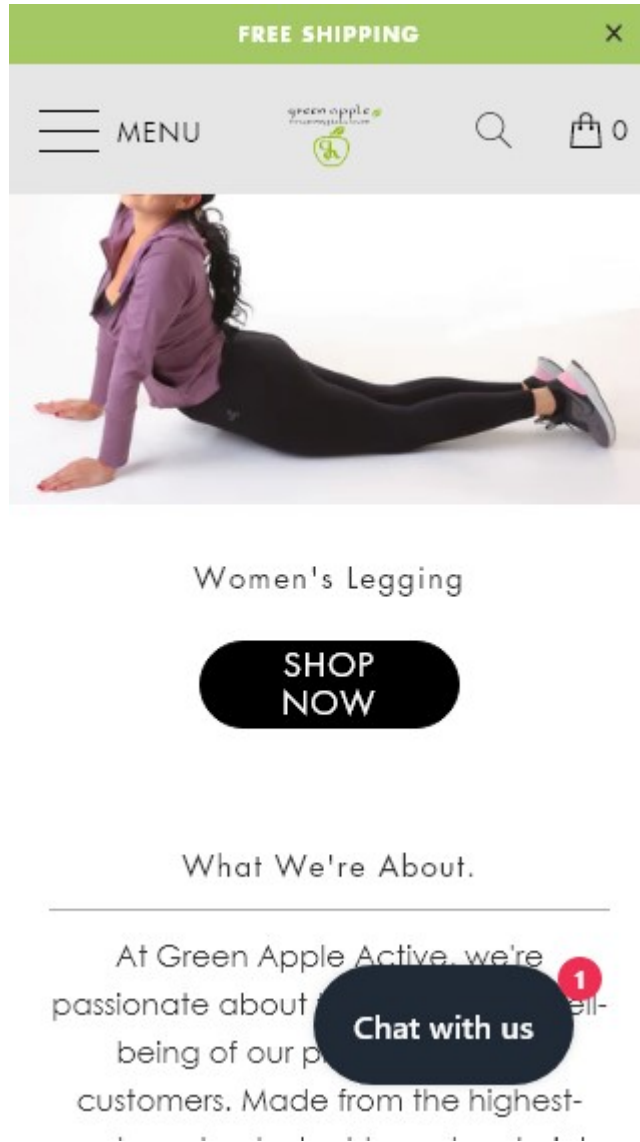 FREE SHIPPING
MENU
green apple
0
Women's Legging
SHOP
NOW
What We're About.
At Green Apple Active, we're
passionate about
being of our
customers. Made from the highest-
1
Chat with us